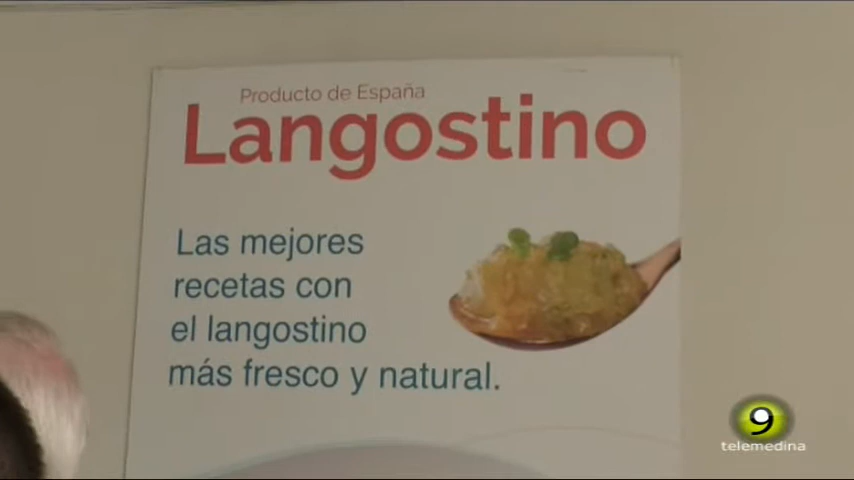 Producto de España
Langostino
Las mejores
recetas con
el langostino
más fresco y natural.
9
telemedina